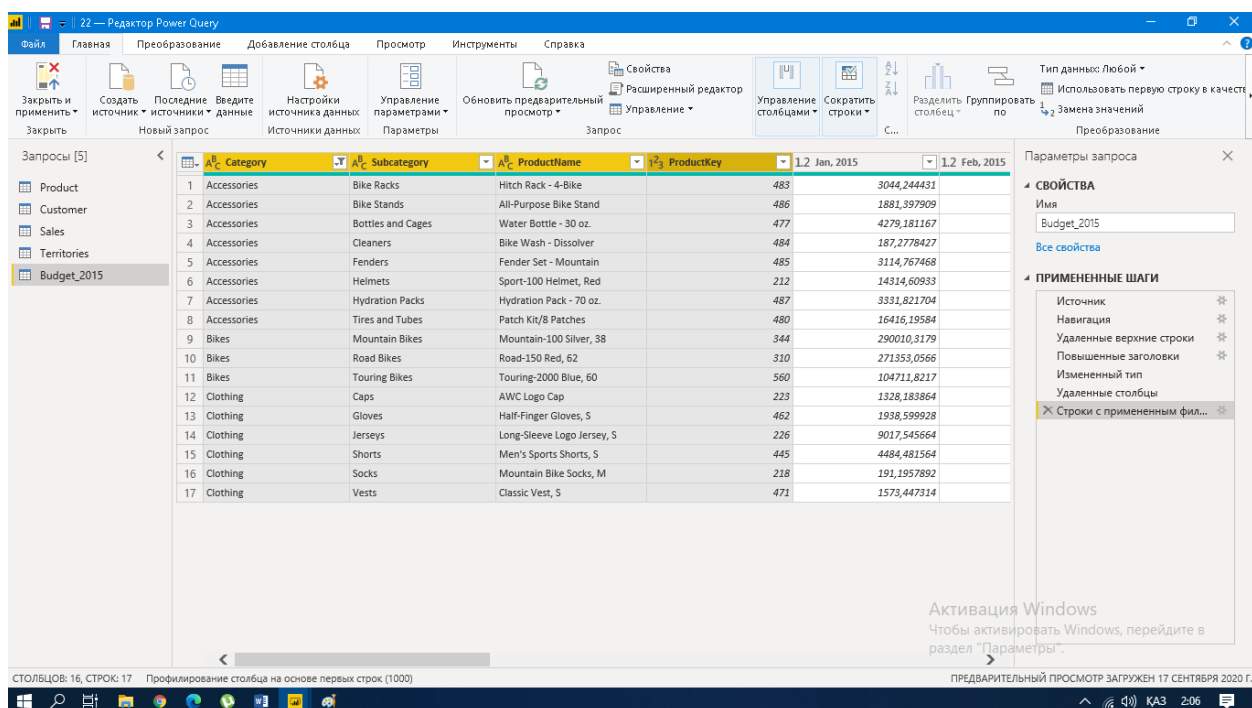 22 — Редактор Power Query
Файл Главная Преобразование Добавление столбца Просмотр Инструменты Справка
Закрыть и применить
Закрыть
Создать источник
Последние источники
Введите данные
Новый запрос
Настройки источника данных
Источники данных
Управление параметрами
Параметры
Обновить предварительный просмотр
Свойства
Расширенный редактор
Управление
Запрос
Управление столбцами
Сократить строки
С...
Разделить столбец
Группировать по
Тип данных: Любой
Использовать первую строку в качеств
Замена значений
Преобразование
Запросы [5]
Product
Customer
Sales
Territories
Budget_2015
Category Subcategory ProductName ProductKey 1.2 Jan, 2015 1.2 Feb, 2015
1 Accessories Bike Racks Hitch Rack - 4-Bike 483 3044,244431
2 Accessories Bike Stands All-Purpose Bike Stand 486 1881,397909
3 Accessories Bottles and Cages Water Bottle - 30 oz. 477 4279,181167
4 Accessories Cleaners Bike Wash - Dissolver 484 187,2778427
5 Accessories Fenders Fender Set - Mountain 485 3114,767468
6 Accessories Helmets Sport-100 Helmet, Red 212 14314,60933
7 Accessories Hydration Packs Hydration Pack - 70 oz. 487 3331,821704
8 Accessories Tires and Tubes Patch Kit/8 Patches 480 16416,19584
9 Bikes Mountain Bikes Mountain-100 Silver, 38 344 290010,3179
10 Bikes Road Bikes Road-150 Red, 62 310 271353,0566
11 Bikes Touring Bikes Touring-2000 Blue, 60 560 104711,8217
12 Clothing Caps AWC Logo Cap 223 1328,183864
13 Clothing Gloves Half-Finger Gloves, S 462 1938,599928
14 Clothing Jerseys Long-Sleeve Logo Jersey, S 226 9017,545664
15 Clothing Shorts Men's Sports Shorts, S 445 4484,481564
16 Clothing Socks Mountain Bike Socks, M 218 191,1957892
17 Clothing Vests Classic Vest, S 471 1573,447314
Параметры запроса
СВОЙСТВА
Имя
Budget_2015
Все свойства
ПРИМЕНЕННЫЕ ШАГИ
Источник
Навигация
Удаленные верхние строки
Повышенные заголовки
Измененный тип
Удаленные столбцы
Строки с примененным фил...
Активация Windows
Чтобы активировать Windows, перейдите в
раздел "Параметры".
СТОЛБЦОВ: 16, СТРОК: 17 Профилирование столбца на основе первых строк (1000) ПРЕДВАРИТЕЛЬНЫЙ ПРОСМОТР ЗАГРУЖЕН 17 СЕНТЯБРЯ 2020 Г.
ҚАЗ 2:06